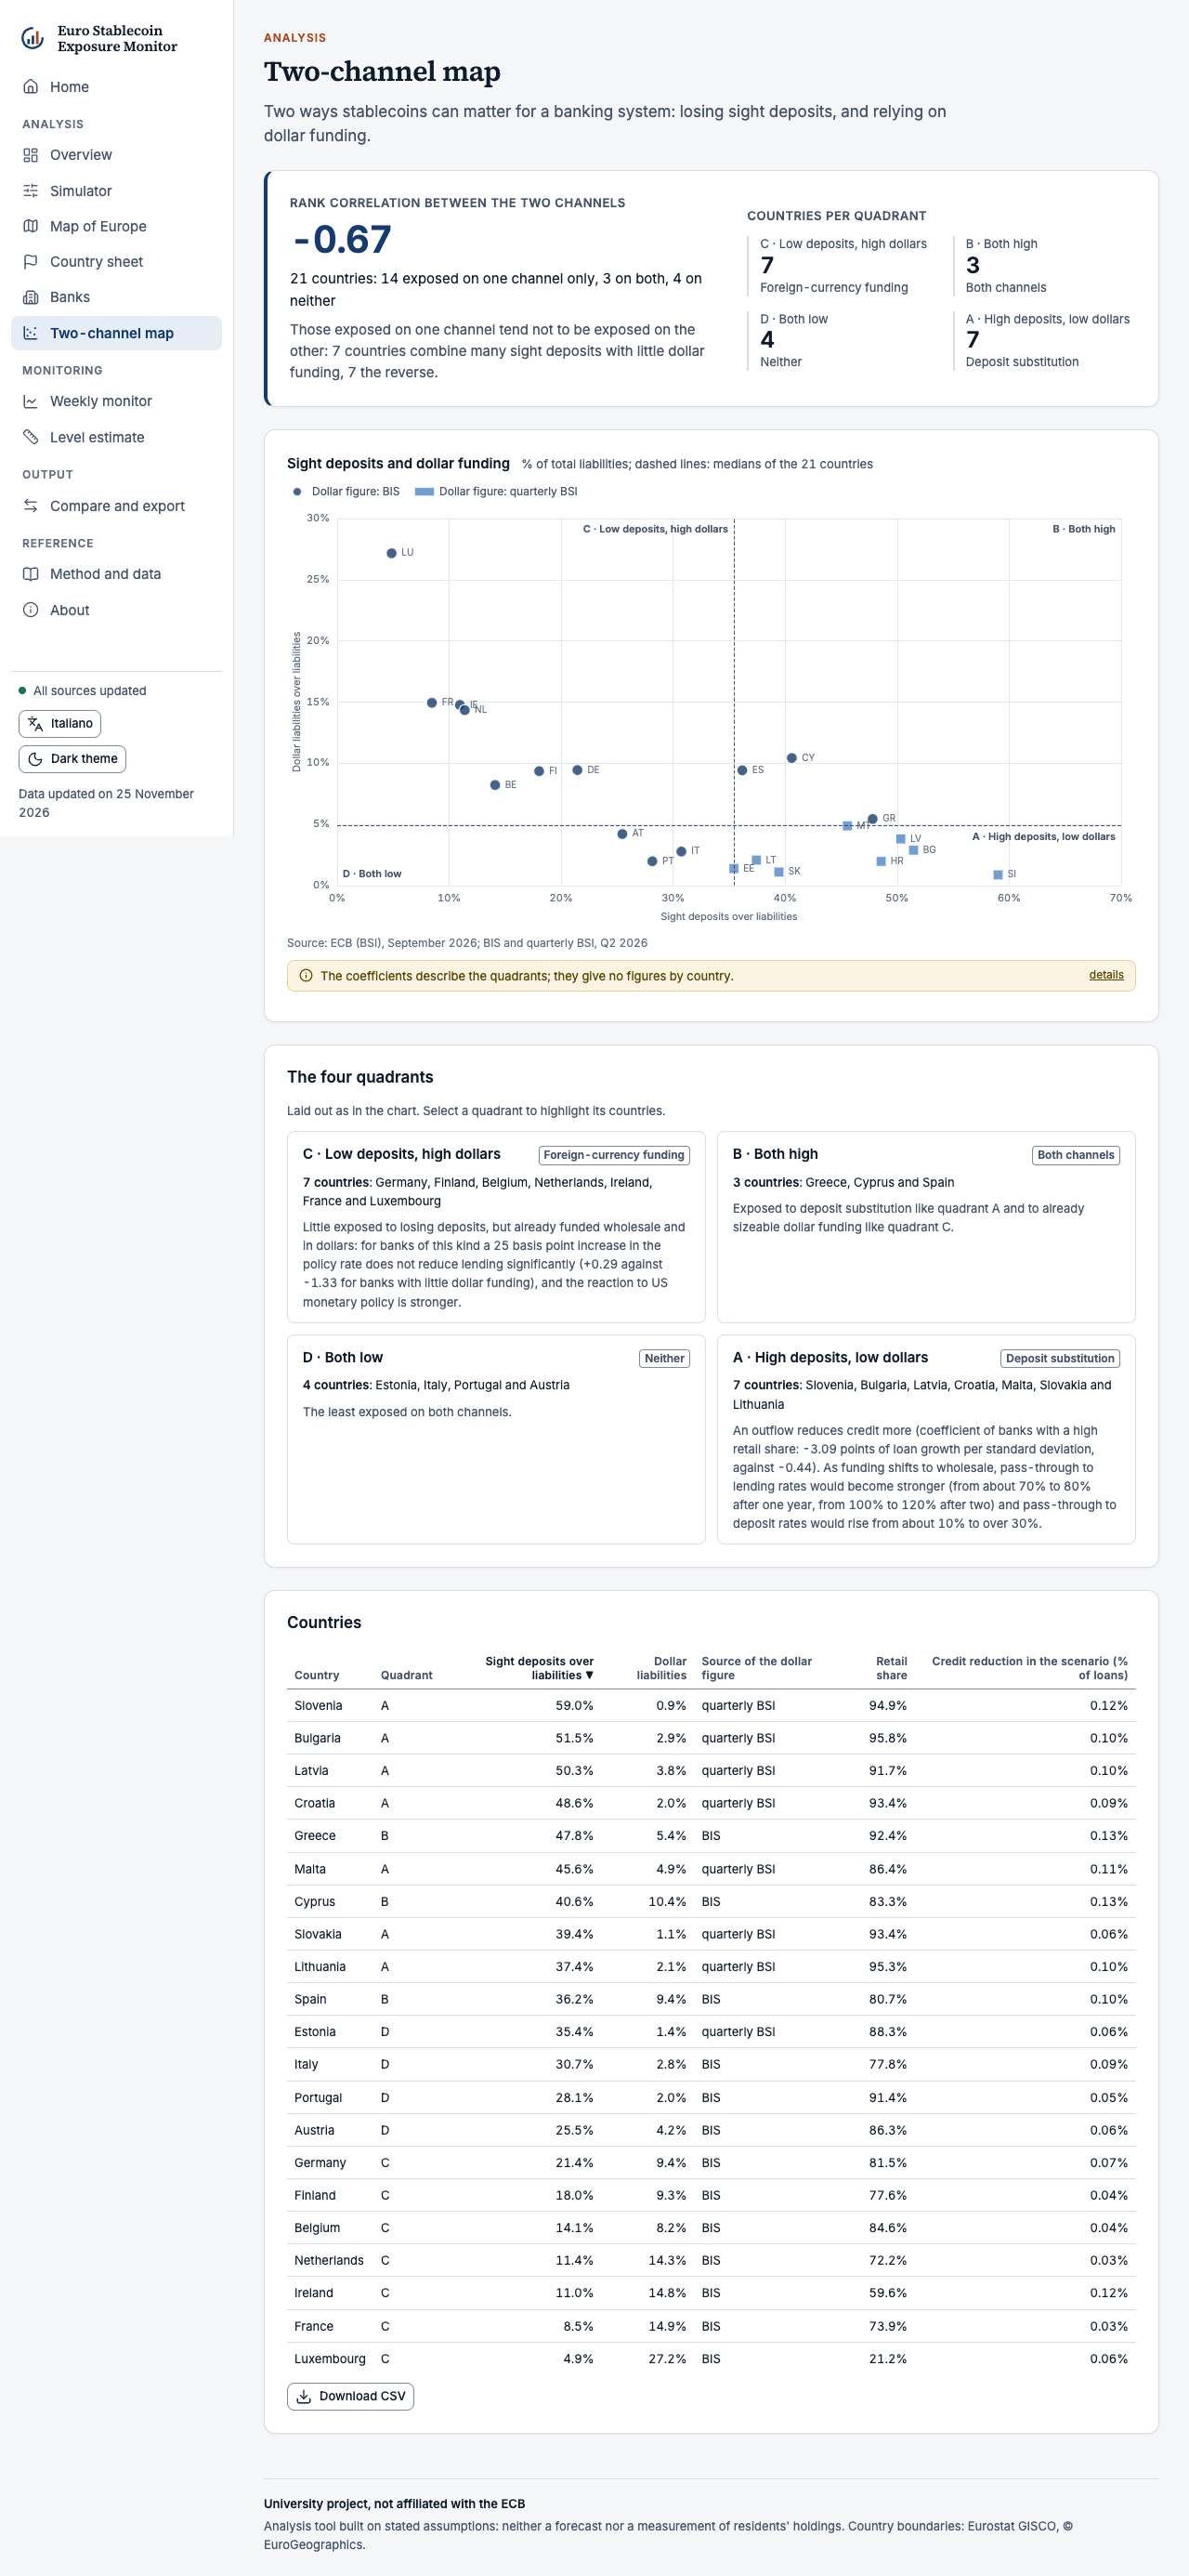 Euro Stablecoin
Exposure Monitor
Home
ANALYSIS
Overview
Simulator
Map of Europe
Country sheet
Banks
Two-channel map
MONITORING
Weekly monitor
Level estimate
OUTPUT
Compare and export
REFERENCE
Method and data
About
All sources updated
Italiano
Dark theme
Data updated on 25 November
2026
ANALYSIS
Two-channel map
Two ways stablecoins can matter for a banking system: losing sight deposits, and relying on
dollar funding.
RANK CORRELATION BETWEEN THE TWO CHANNELS
-0.67
21 countries: 14 exposed on one channel only, 3 on both, 4 on
neither
Those exposed on one channel tend not to be exposed on the
other: 7 countries combine many sight deposits with little dollar
funding, 7 the reverse.
COUNTRIES PER QUADRANT
C · Low deposits, high dollars
7
Foreign-currency funding
B · Both high
3
Both channels
D · Both low
4
Neither
A · High deposits, low dollars
7
Deposit substitution
Sight deposits and dollar funding % of total liabilities; dashed lines: medians of the 21 countries
Dollar figure: BIS Dollar figure: quarterly BSI
30%
C · Low deposits, high dollars
B · Both high
LU
25%
20%
Dollar liabilities over liabilities
15%
FR
IE
NL
10%
BE
FI
DE
ES
CY
5%
AT
MT
GR
A · High deposits, low dollars
PT
IT
EE
LT
SK
HR
LV
BG
SI
D · Both low
0%
0% 10% 20% 30% 40% 50% 60% 70%
Sight deposits over liabilities
Source: ECB (BSI), September 2026; BIS and quarterly BSI, Q2 2026
The coefficients describe the quadrants; they give no figures by country. details
The four quadrants
Laid out as in the chart. Select a quadrant to highlight its countries.
C · Low deposits, high dollars Foreign-currency funding
7 countries: Germany, Finland, Belgium, Netherlands, Ireland,
France and Luxembourg
Little exposed to losing deposits, but already funded wholesale and
in dollars: for banks of this kind a 25 basis point increase in the
policy rate does not reduce lending significantly (+0.29 against
-1.33 for banks with little dollar funding), and the reaction to US
monetary policy is stronger.
B · Both high Both channels
3 countries: Greece, Cyprus and Spain
Exposed to deposit substitution like quadrant A and to already
sizeable dollar funding like quadrant C.
D · Both low Neither
4 countries: Estonia, Italy, Portugal and Austria
The least exposed on both channels.
A · High deposits, low dollars Deposit substitution
7 countries: Slovenia, Bulgaria, Latvia, Croatia, Malta, Slovakia and
Lithuania
An outflow reduces credit more (coefficient of banks with a high
retail share: -3.09 points of loan growth per standard deviation,
against -0.44). As funding shifts to wholesale, pass-through to
lending rates would become stronger (from about 70% to 80%
after one year, from 100% to 120% after two) and pass-through to
deposit rates would rise from about 10% to over 30%.
Countries
Country Quadrant Sight deposits over liabilities ▼ Dollar liabilities Source of the dollar figure Retail share Credit reduction in the scenario (% of loans)
Slovenia A 59.0% 0.9% quarterly BSI 94.9% 0.12%
Bulgaria A 51.5% 2.9% quarterly BSI 95.8% 0.10%
Latvia A 50.3% 3.8% quarterly BSI 91.7% 0.10%
Croatia A 48.6% 2.0% quarterly BSI 93.4% 0.09%
Greece B 47.8% 5.4% BIS 92.4% 0.13%
Malta A 45.6% 4.9% quarterly BSI 86.4% 0.11%
Cyprus B 40.6% 10.4% BIS 83.3% 0.13%
Slovakia A 39.4% 1.1% quarterly BSI 93.4% 0.06%
Lithuania A 37.4% 2.1% quarterly BSI 95.3% 0.10%
Spain B 36.2% 9.4% BIS 80.7% 0.10%
Estonia D 35.4% 1.4% quarterly BSI 88.3% 0.06%
Italy D 30.7% 2.8% BIS 77.8% 0.09%
Portugal D 28.1% 2.0% BIS 91.4% 0.05%
Austria D 25.5% 4.2% BIS 86.3% 0.06%
Germany C 21.4% 9.4% BIS 81.5% 0.07%
Finland C 18.0% 9.3% BIS 77.6% 0.04%
Belgium C 14.1% 8.2% BIS 84.6% 0.04%
Netherlands C 11.4% 14.3% BIS 72.2% 0.03%
Ireland C 11.0% 14.8% BIS 59.6% 0.12%
France C 8.5% 14.9% BIS 73.9% 0.03%
Luxembourg C 4.9% 27.2% BIS 21.2% 0.06%
Download CSV
University project, not affiliated with the ECB
Analysis tool built on stated assumptions: neither a forecast nor a measurement of residents' holdings. Country boundaries: Eurostat GISCO, ©
EuroGeographics.